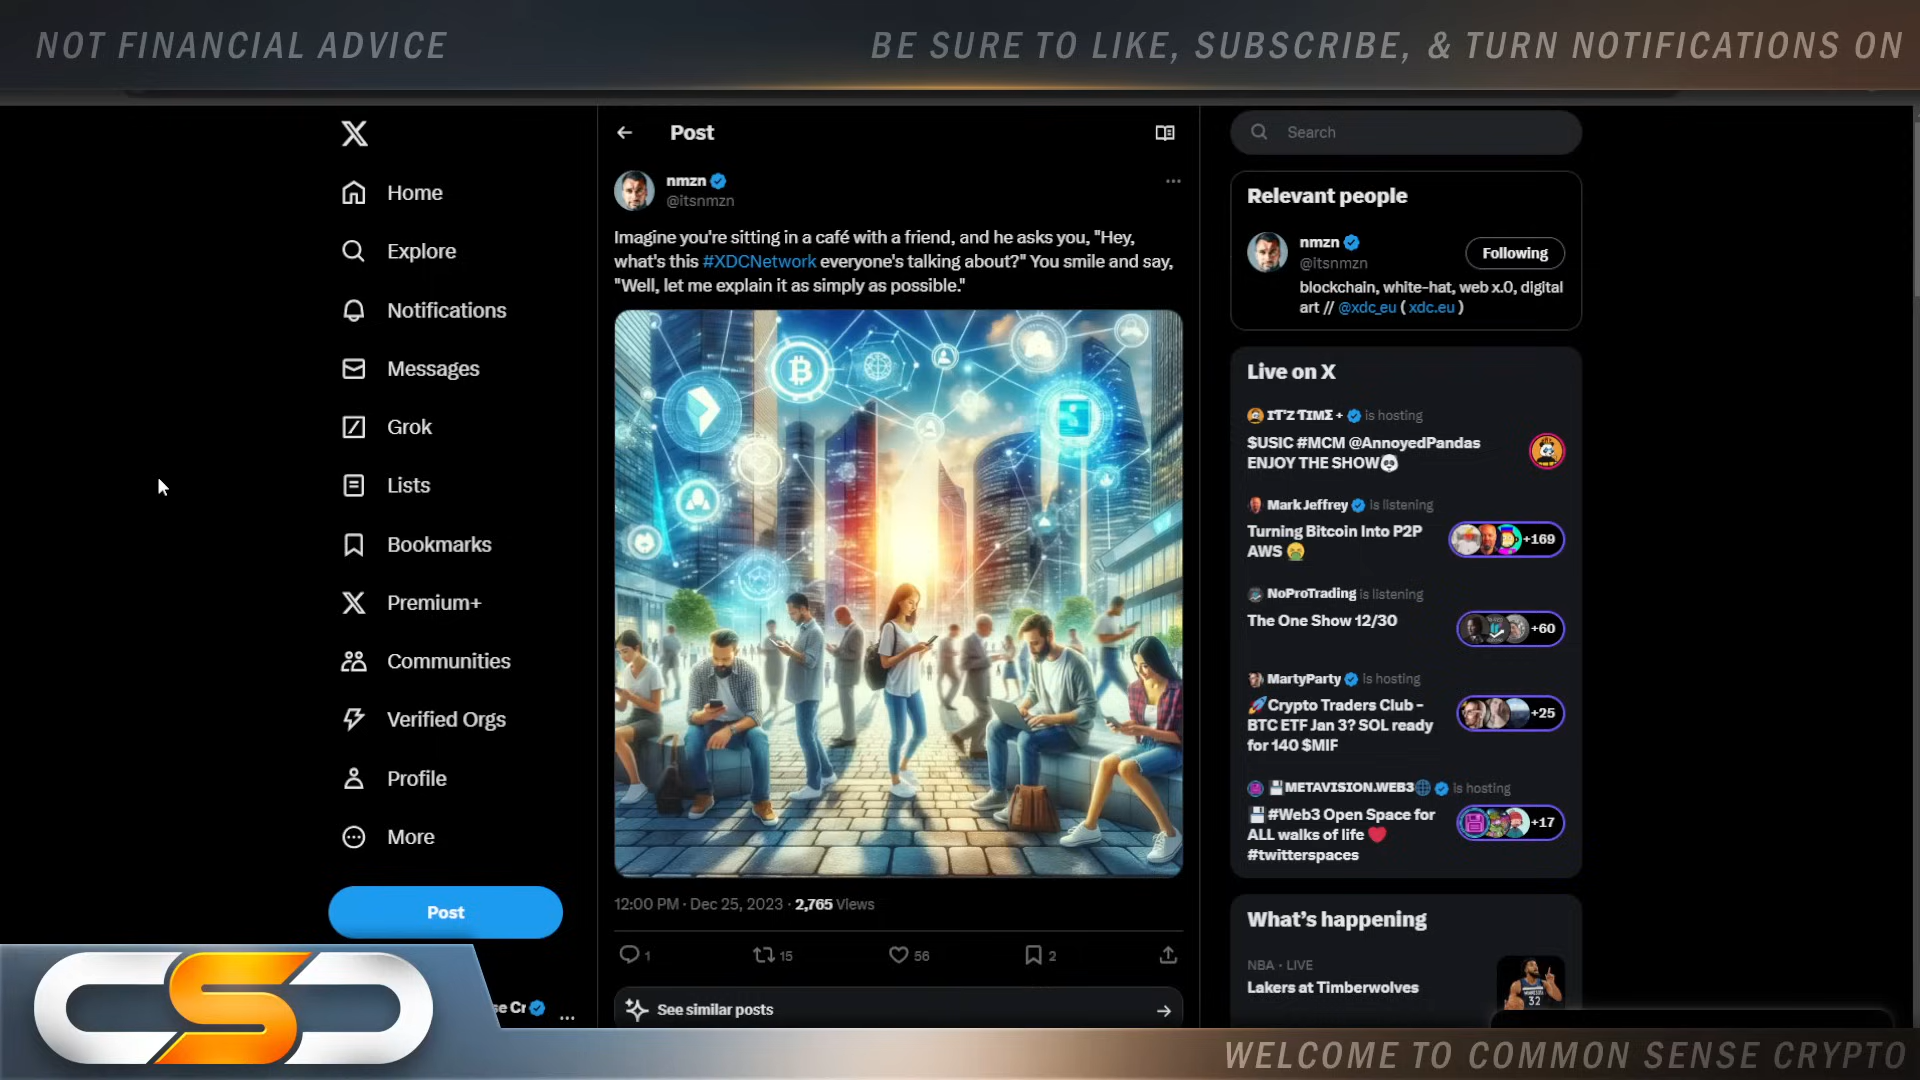 NOT FINANCIAL ADVICE
BE SURE TO LIKE, SUBSCRIBE, & TURN NOTIFICATIONS ON
Home
Explore
Notifications
Messages
Grok
Lists
Bookmarks
Premium+
Communities
Verified Orgs
Profile
More
Post
se Cr
Post
nmzn
@itsnmzn
Imagine you're sitting in a café with a friend, and he asks you, "Hey,
what's this #XDCNetwork everyone's talking about?" You smile and say,
"Well, let me explain it as simply as possible."
12:00 PM · Dec 25, 2023 · 2,765 Views
1
15
56
2
See similar posts
Search
Relevant people
nmzn
@itsnmzn
Following
blockchain, white-hat, web x.0, digital
art // @xdc_eu ( xdc.eu )
Live on X
IT'Z TIMΣ + is hosting
$USIC #MCM @AnnoyedPandas
ENJOY THE SHOW🐼
Mark Jeffrey is listening
Turning Bitcoin Into P2P
AWS 🤮
+169
NoProTrading is listening
The One Show 12/30
+60
MartyParty is hosting
🚀Crypto Traders Club -
BTC ETF Jan 3? SOL ready
for 140 $MIF
+25
💾METAVISION.WEB3🌐 is hosting
💾#Web3 Open Space for
ALL walks of life ❤️
#twitterspaces
+17
What's happening
NBA · LIVE
Lakers at Timberwolves
CSC
WELCOME TO COMMON SENSE CRYPTO